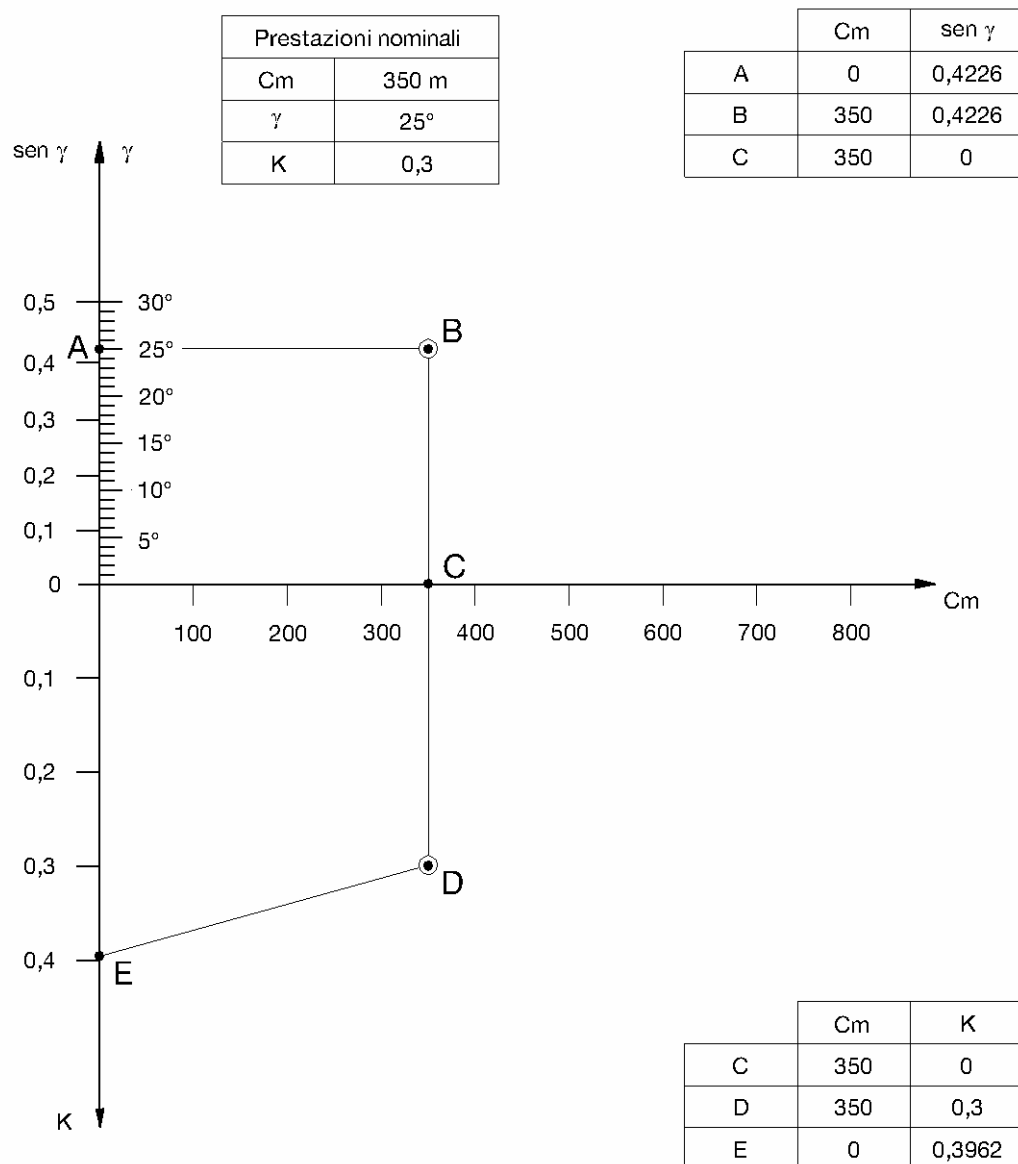 Prestazioni nominali
Cm 350 m
γ 25°
K 0,3
Cm sen γ
A 0 0,4226
B 350 0,4226
C 350 0
sen γ γ
0,5 30°
A 25° B
0,4
20°
0,3
15°
0,2
10°
0,1
5°
0 C
Cm
100 200 300 400 500 600 700 800
0,1
0,2
0,3 D
0,4 E
K
Cm K
C 350 0
D 350 0,3
E 0 0,3962